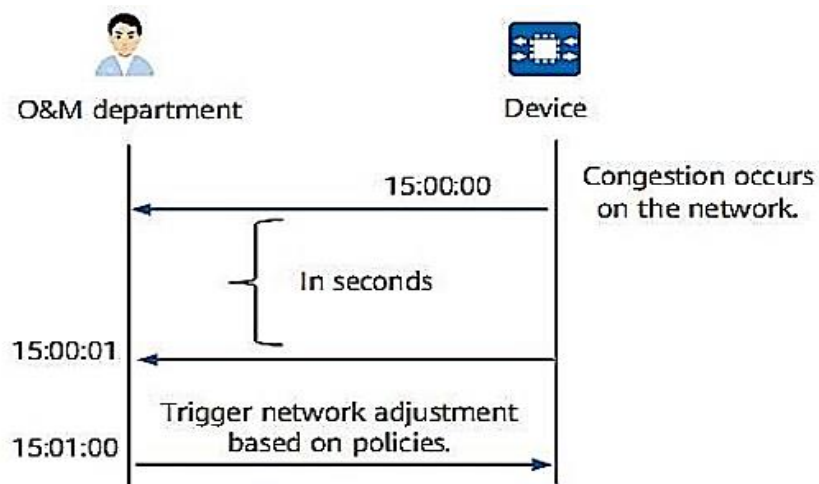 O&M department
Device
15:00:00
Congestion occurs
on the network.
In seconds
15:00:01
Trigger network adjustment
based on policies.
15:01:00